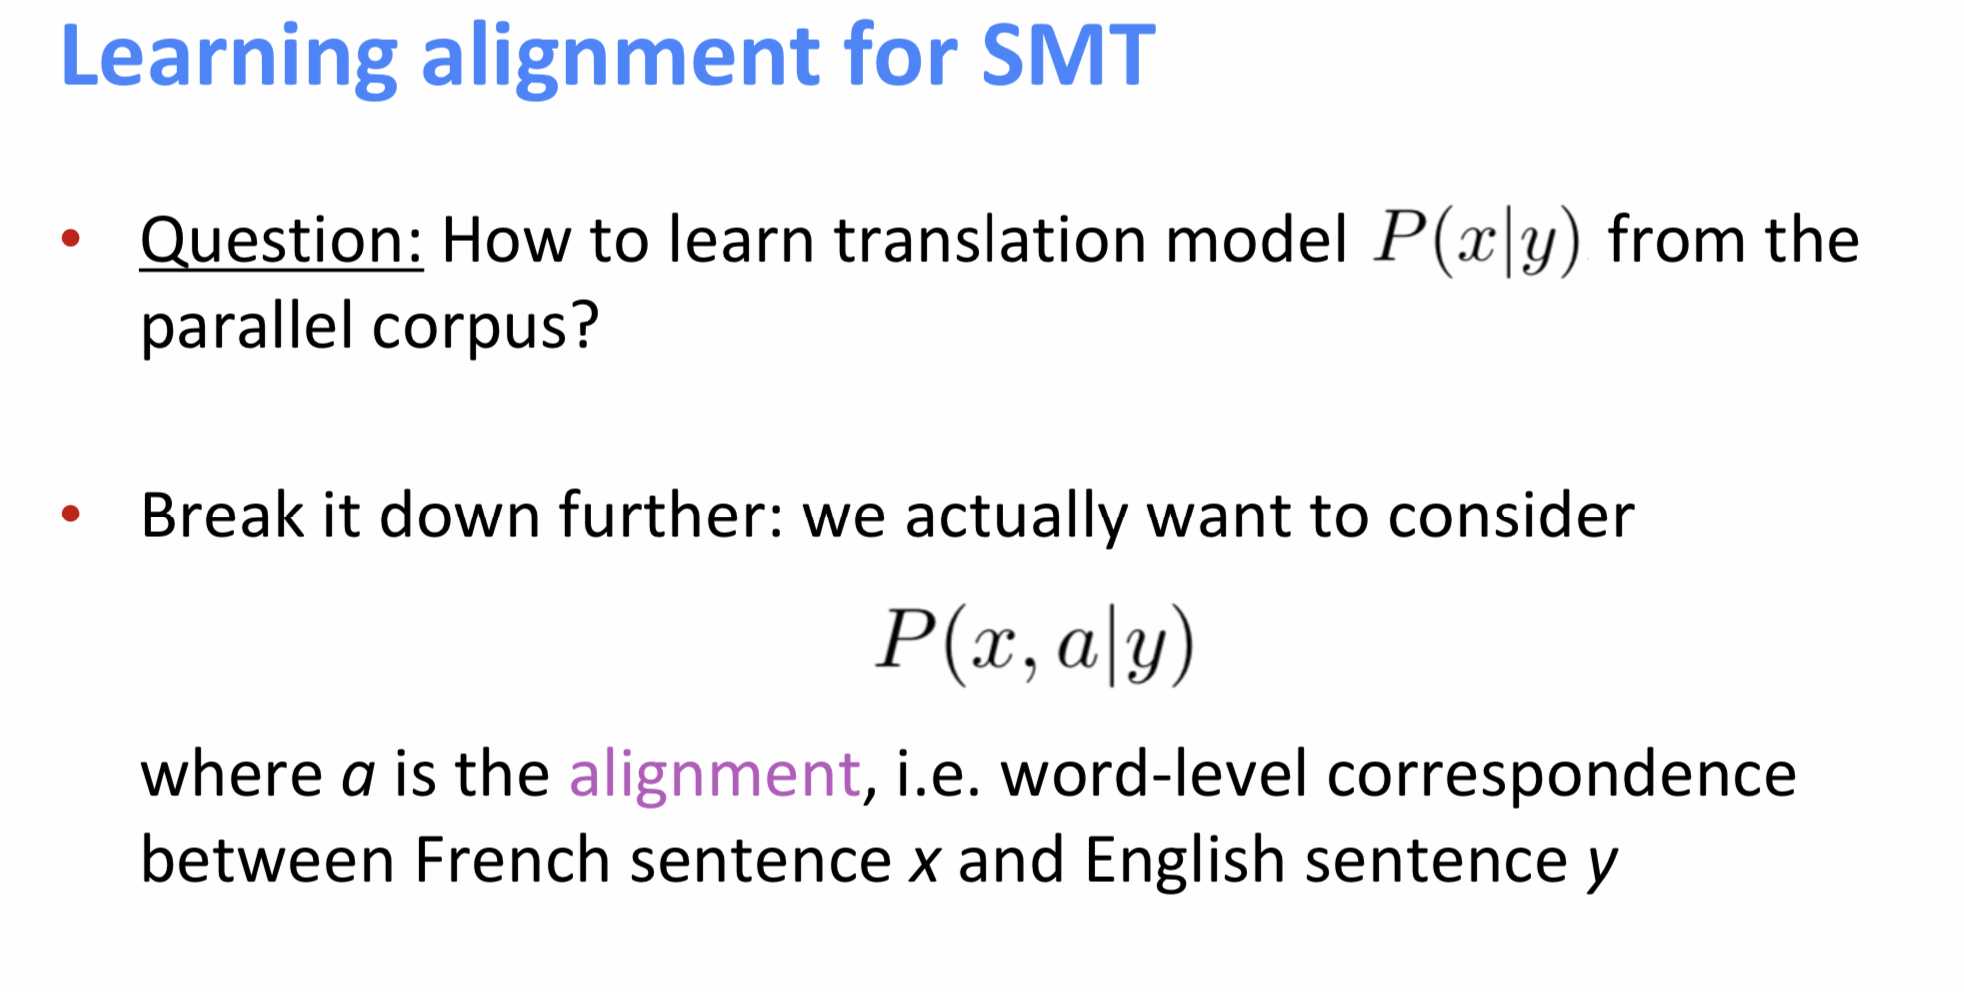 Learning alignment for SMT
• Question: How to learn translation model P(x|y) from the
parallel corpus?
• Break it down further: we actually want to consider
P(x, a|y)
where a is the alignment, i.e. word-level correspondence
between French sentence x and English sentence y